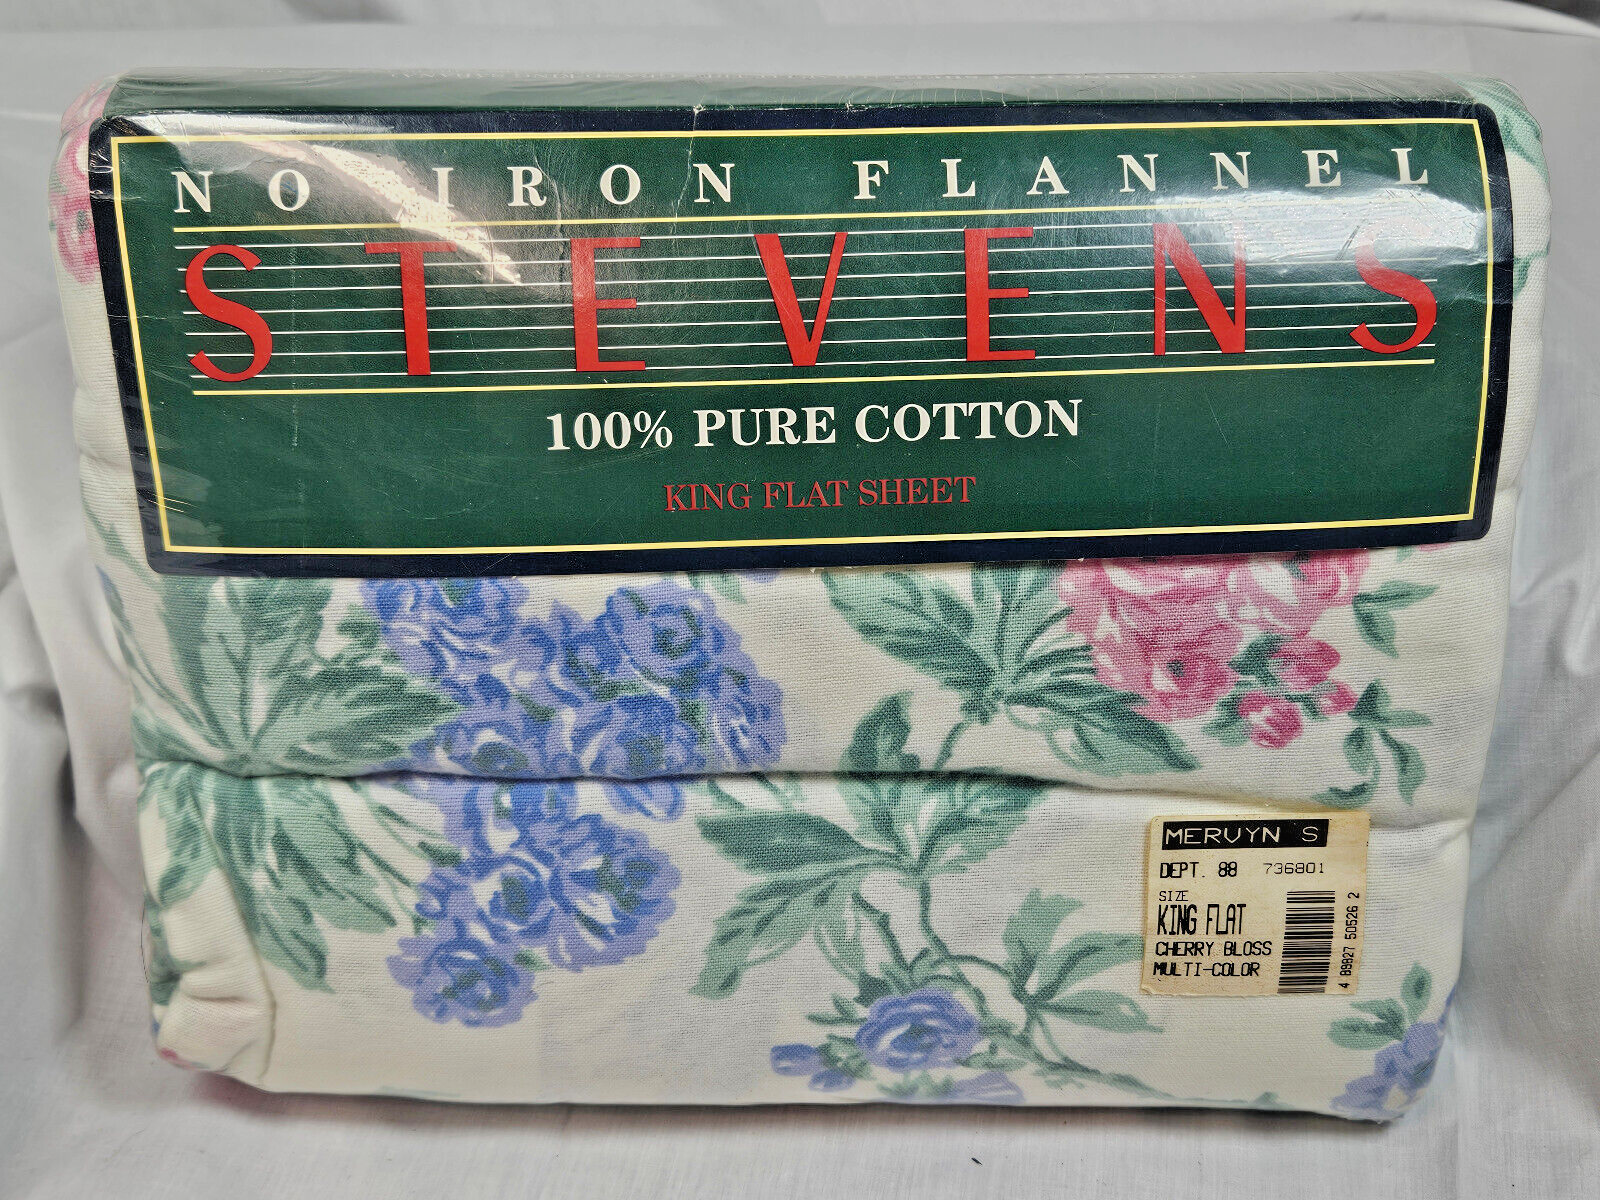 NO IRON FLANNEL
STEVENS
100% PURE COTTON
KING FLAT SHEET
MERVYN S
DEPT. 88 736801
SIZE
KING FLAT
CHERRY BLOSS
MULTI-COLOR
4 89827 50526 2